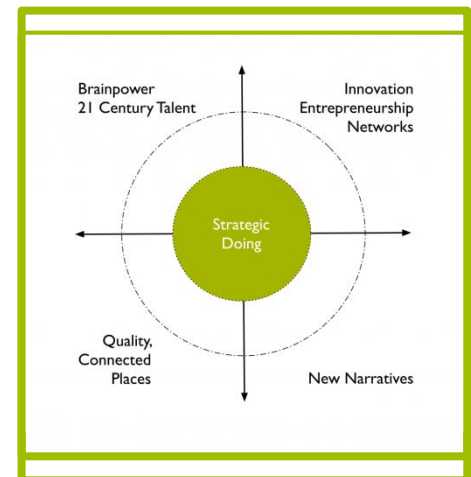 Brainpower
21 Century Talent
Innovation
Entrepreneurship
Networks
Strategic
Doing
Quality,
Connected
Places
New Narratives